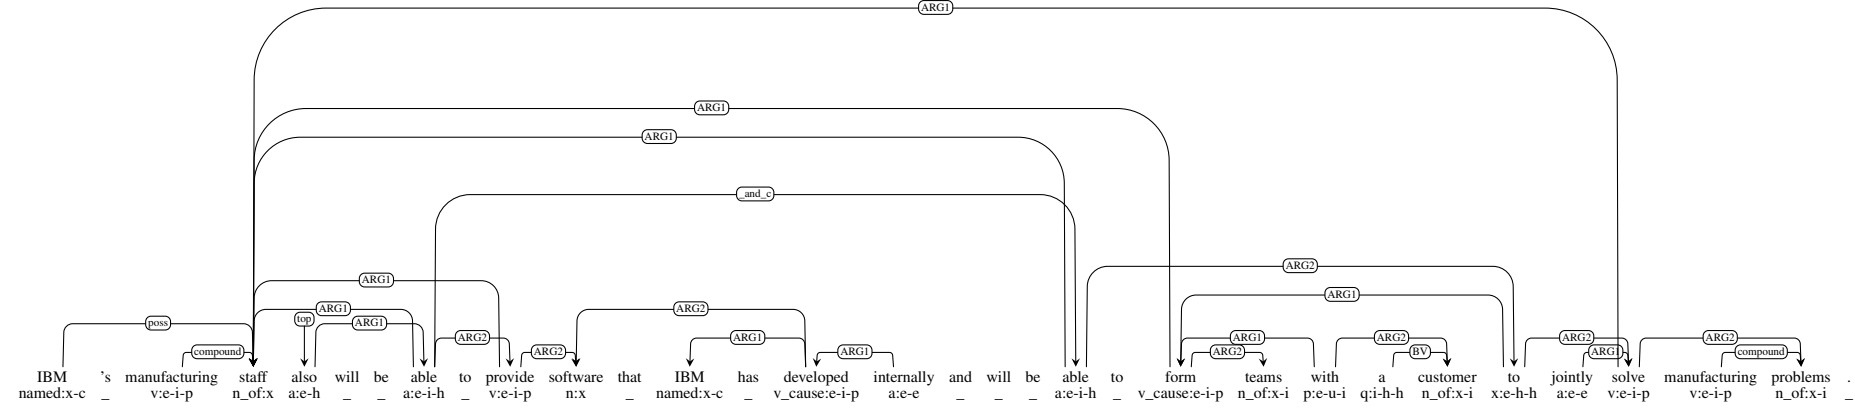 ARG1
ARG1
ARG1
_and_c
ARG2
ARG1
ARG1
ARG1 ARG2
poss top ARG1
ARG2 ARG1 ARG1 ARG2 ARG2 ARG2
compound ARG2 ARG1 ARG2 BV ARG1 compound
IBM 's manufacturing staff also will be able to provide software that IBM has developed internally and will be able to form teams with a customer to jointly solve manufacturing problems .
named:x-c _ v:e-i-p n_of:x a:e-h _ _ a:e-i-h _ v:e-i-p n:x _ named:x-c _ v_cause:e-i-p a:e-e _ _ _ a:e-i-h _ v_cause:e-i-p n_of:x-i p:e-u-i q:i-h-h n_of:x-i x:e-h-h a:e-e v:e-i-p v:e-i-p n_of:x-i _